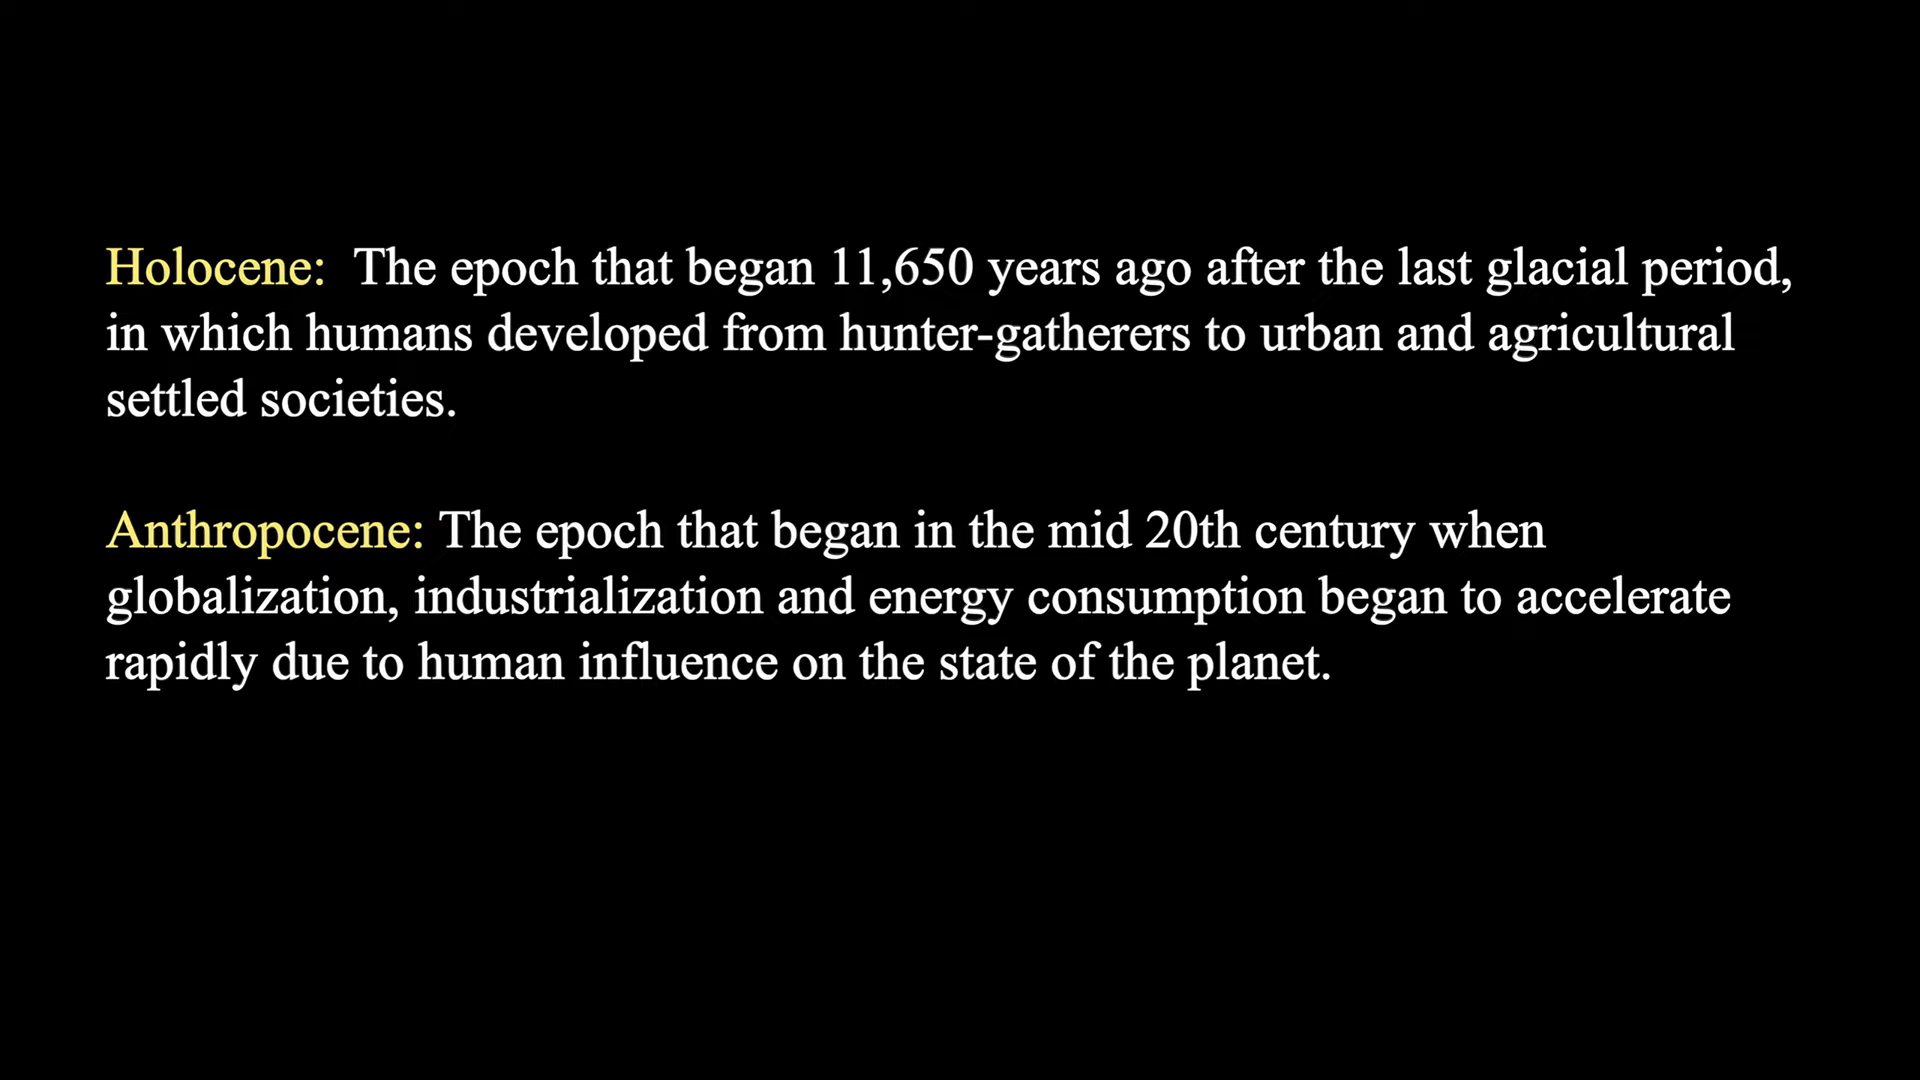 Holocene:  The epoch that began 11,650 years ago after the last glacial period,
in which humans developed from hunter-gatherers to urban and agricultural
settled societies.
Anthropocene: The epoch that began in the mid 20th century when
globalization, industrialization and energy consumption began to accelerate
rapidly due to human influence on the state of the planet.